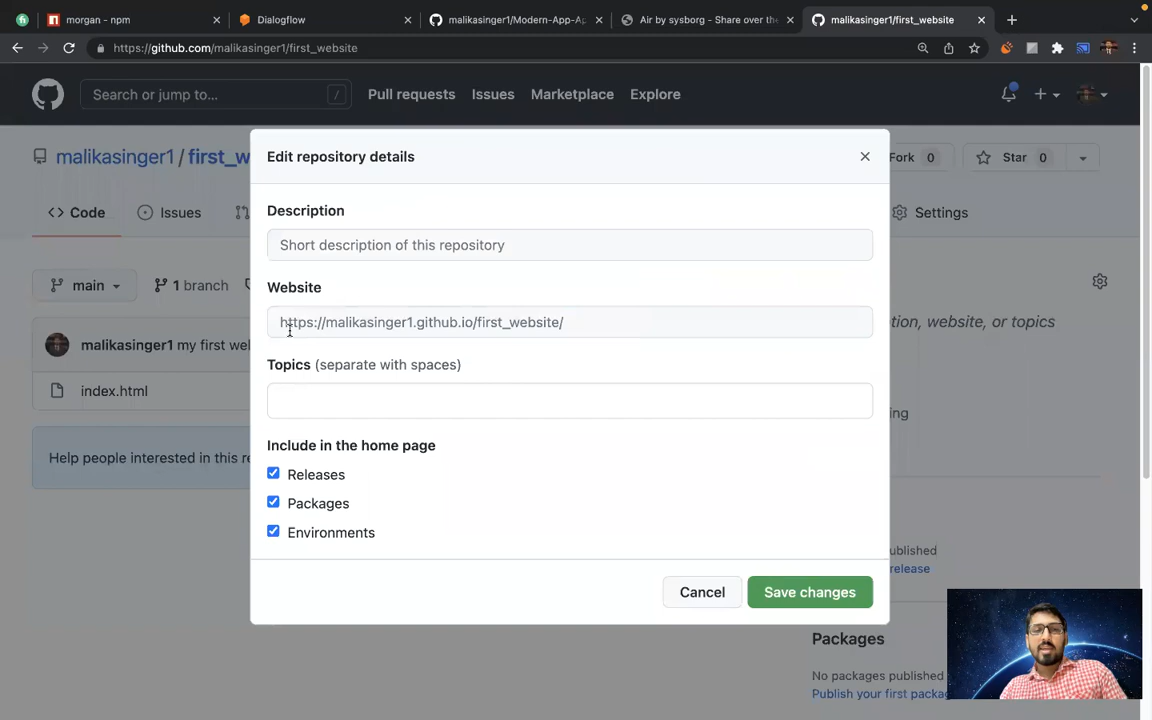 morgan - npm
Dialogflow
malikasinger1/Modern-App-Ap
Air by sysborg - Share over the
malikasinger1/first_website
https://github.com/malikasinger1/first_website
Search or jump to... /
Pull requests
Issues
Marketplace
Explore
malikasinger1 / first_w
Fork 0
Star 0
Code
Issues
Settings
main
1 branch
tion, website, or topics
malikasinger1 my first wel
index.html
ng
Help people interested in this re
ublished
release
Packages
No packages published
Publish your first packag
Edit repository details
Description
Short description of this repository
Website
https://malikasinger1.github.io/first_website/
Topics (separate with spaces)
Include in the home page
Releases
Packages
Environments
Cancel
Save changes